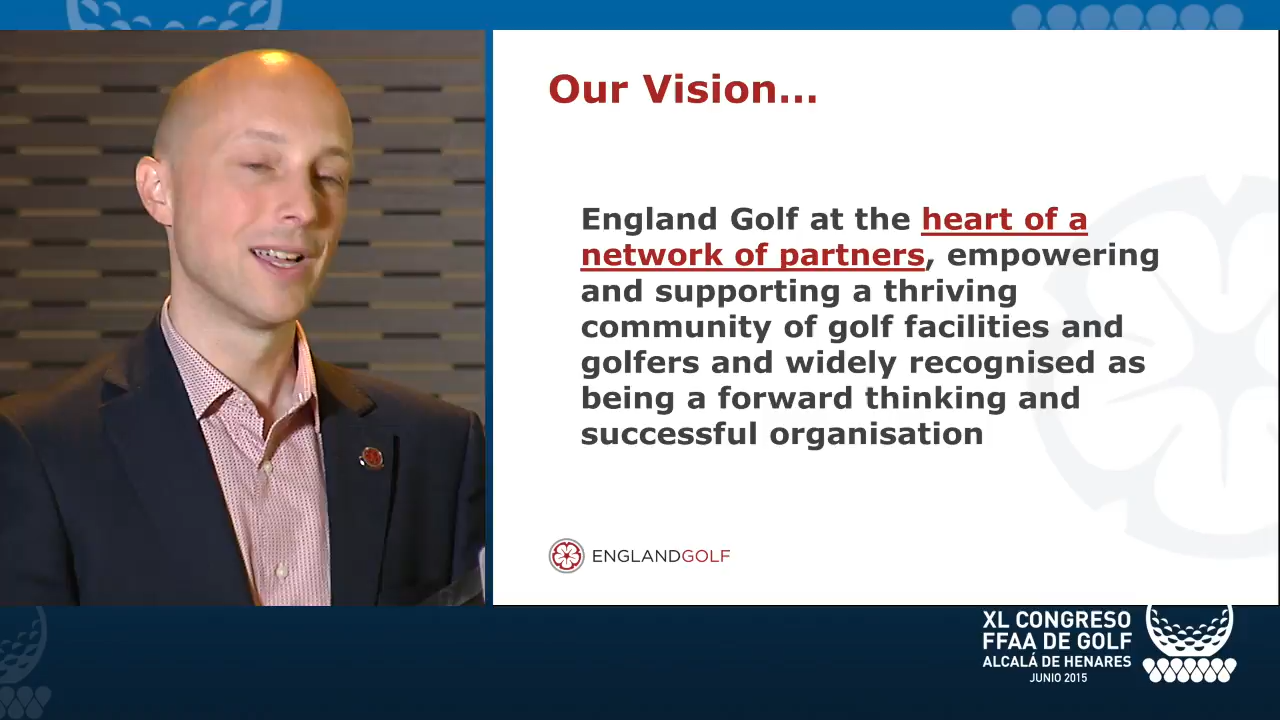 Our Vision...
England Golf at the heart of a
network of partners, empowering
and supporting a thriving
community of golf facilities and
golfers and widely recognised as
being a forward thinking and
successful organisation
ENGLANDGOLF
XL CONGRESO
FFAA DE GOLF
ALCALÁ DE HENARES
JUNIO 2015